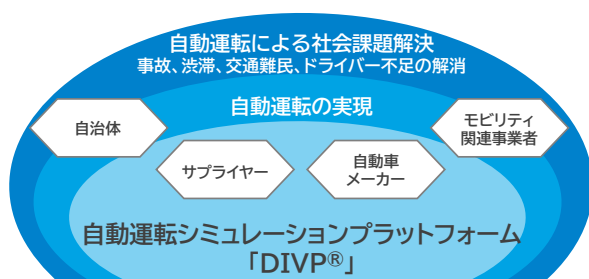 自動運転による社会課題解決
事故、渋滞、交通難民、ドライバー不足の解消
自動運転の実現
自治体
モビリティ
関連事業者
サプライヤー
自動車
メーカー
自動運転シミュレーションプラットフォーム
「DIVP®」